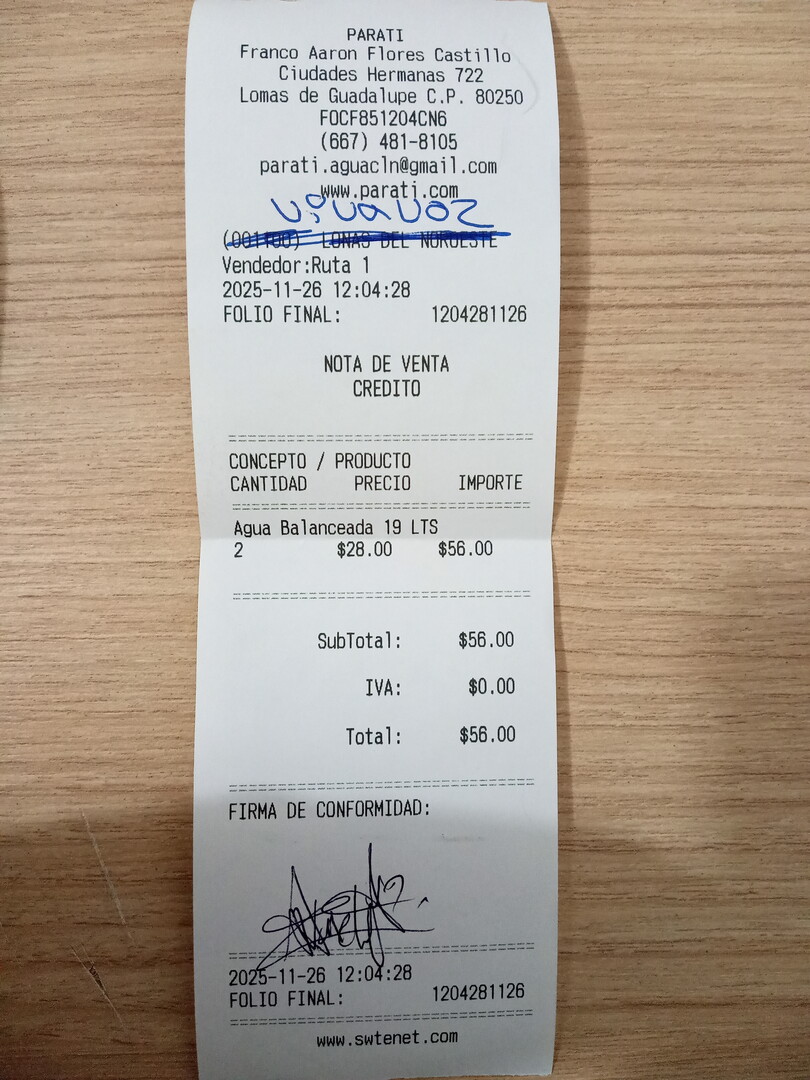 PARATI
Franco Aaron Flores Castillo
Ciudades Hermanas 722
Lomas de Guadalupe C.P. 80250
FOCF851204CN6
(667) 481-8105
parati.aguacln@gmail.com
www.parati.com
vivavoz
LONAS DEL NOROESTE
Vendedor:Ruta 1
2025-11-26 12:04:28
FOLIO FINAL: 1204281126
NOTA DE VENTA
CREDITO
CONCEPTO / PRODUCTO
CANTIDAD PRECIO IMPORTE
Agua Balanceada 19 LTS
2 $28.00 $56.00
SubTotal: $56.00
IVA: $0.00
Total: $56.00
FIRMA DE CONFORMIDAD:
2025-11-26 12:04:28
FOLIO FINAL: 1204281126
www.swtenet.com